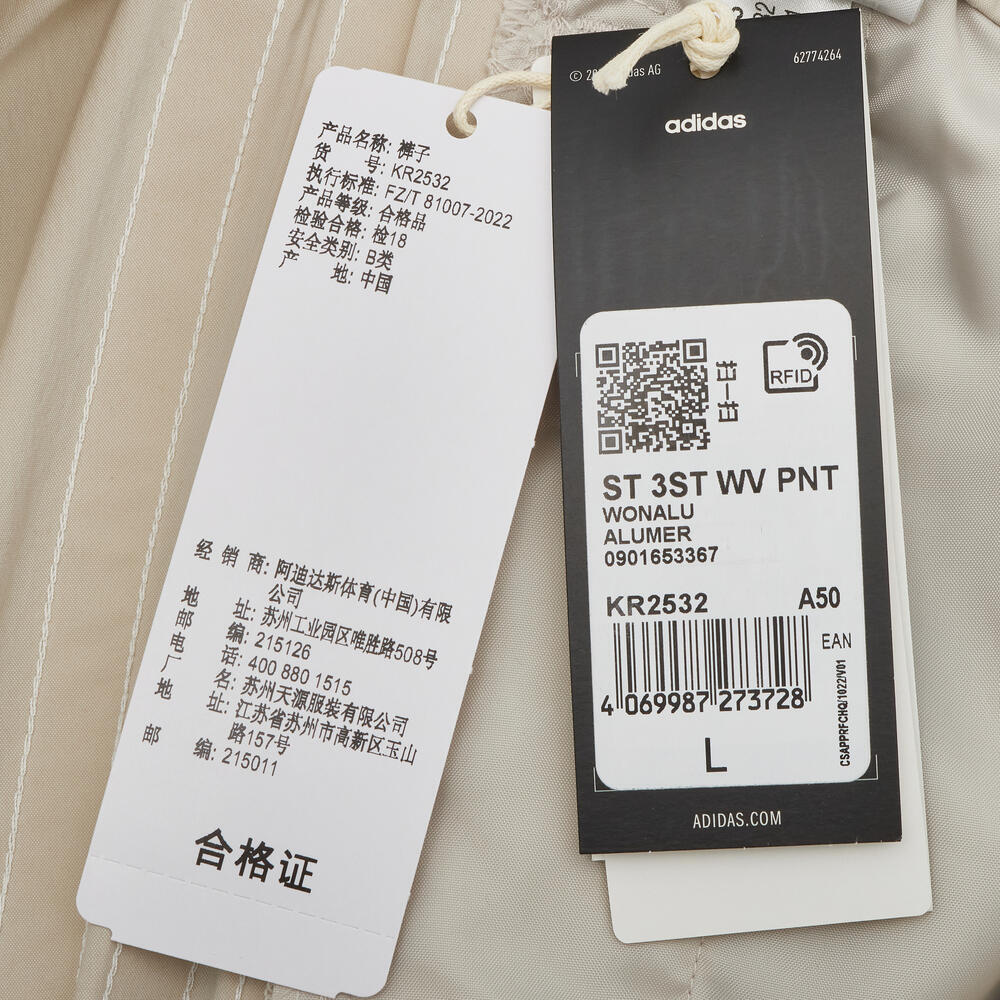 产品名称: 裤子
货 号: KR2532
执行标准: FZ/T 81007-2022
产品等级: 合格品
检验合格: 检18
安全类别: B类
产 地: 中国
经 销 商: 阿迪达斯体育(中国)有限
公司
地 址: 苏州工业园区唯胜路508号
邮 编: 215126
电 话: 400 880 1515
厂 名: 苏州天源服装有限公司
地 址: 江苏省苏州市高新区玉山
路157号
邮 编: 215011
合格证
© AG
62774264
adidas
RFID
ST 3ST WV PNT
WONALU
ALUMER
0901653367
KR2532 A50
EAN
4 069987 273728
CSAPPRFCHQ/1022/V01
L
ADIDAS.COM